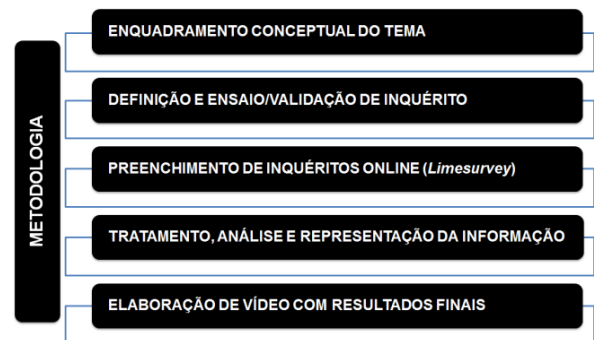 METODOLOGIA
ENQUADRAMENTO CONCEPTUAL DO TEMA
DEFINIÇÃO E ENSAIO/VALIDAÇÃO DE INQUÉRITO
PREENCHIMENTO DE INQUÉRITOS ONLINE (Limesurvey)
TRATAMENTO, ANÁLISE E REPRESENTAÇÃO DA INFORMAÇÃO
ELABORAÇÃO DE VÍDEO COM RESULTADOS FINAIS